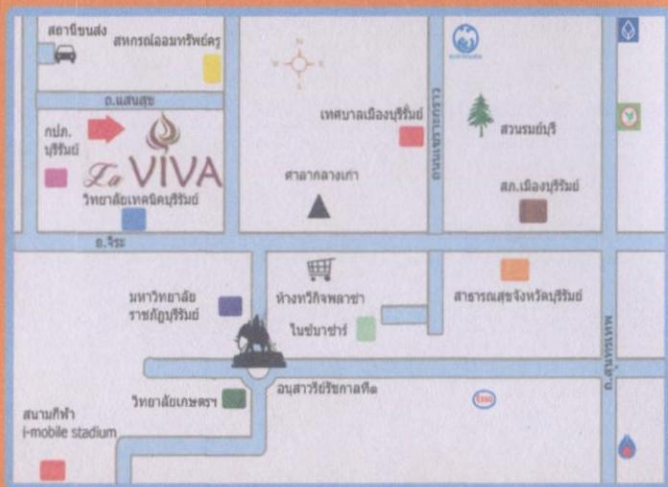 สถานีขนส่ง
สหกรณ์ออมทรัพย์ครู
N
W E
S
ถ.แสนสุข
กปภ.
บุรีรัมย์
La VIVA
วิทยาลัยเทคนิคบุรีรัมย์
เทศบาลเมืองบุรีรัมย์
ศาลากลางเก่า
สวนรมย์บุรี
สภ.เมืองบุรีรัมย์
ถ.จิระ
มหาวิทยาลัย
ราชภัฏบุรีรัมย์
ห้างทวีกิจพลาซ่า
ไนซ์บาซาร์
สาธารณสุขจังหวัดบุรีรัมย์
ถ.สุนทรเทพ
วิทยาลัยเกษตรฯ
อนุสาวรีย์รัชกาลที่๑
Esso
สนามกีฬา
i-mobile stadium